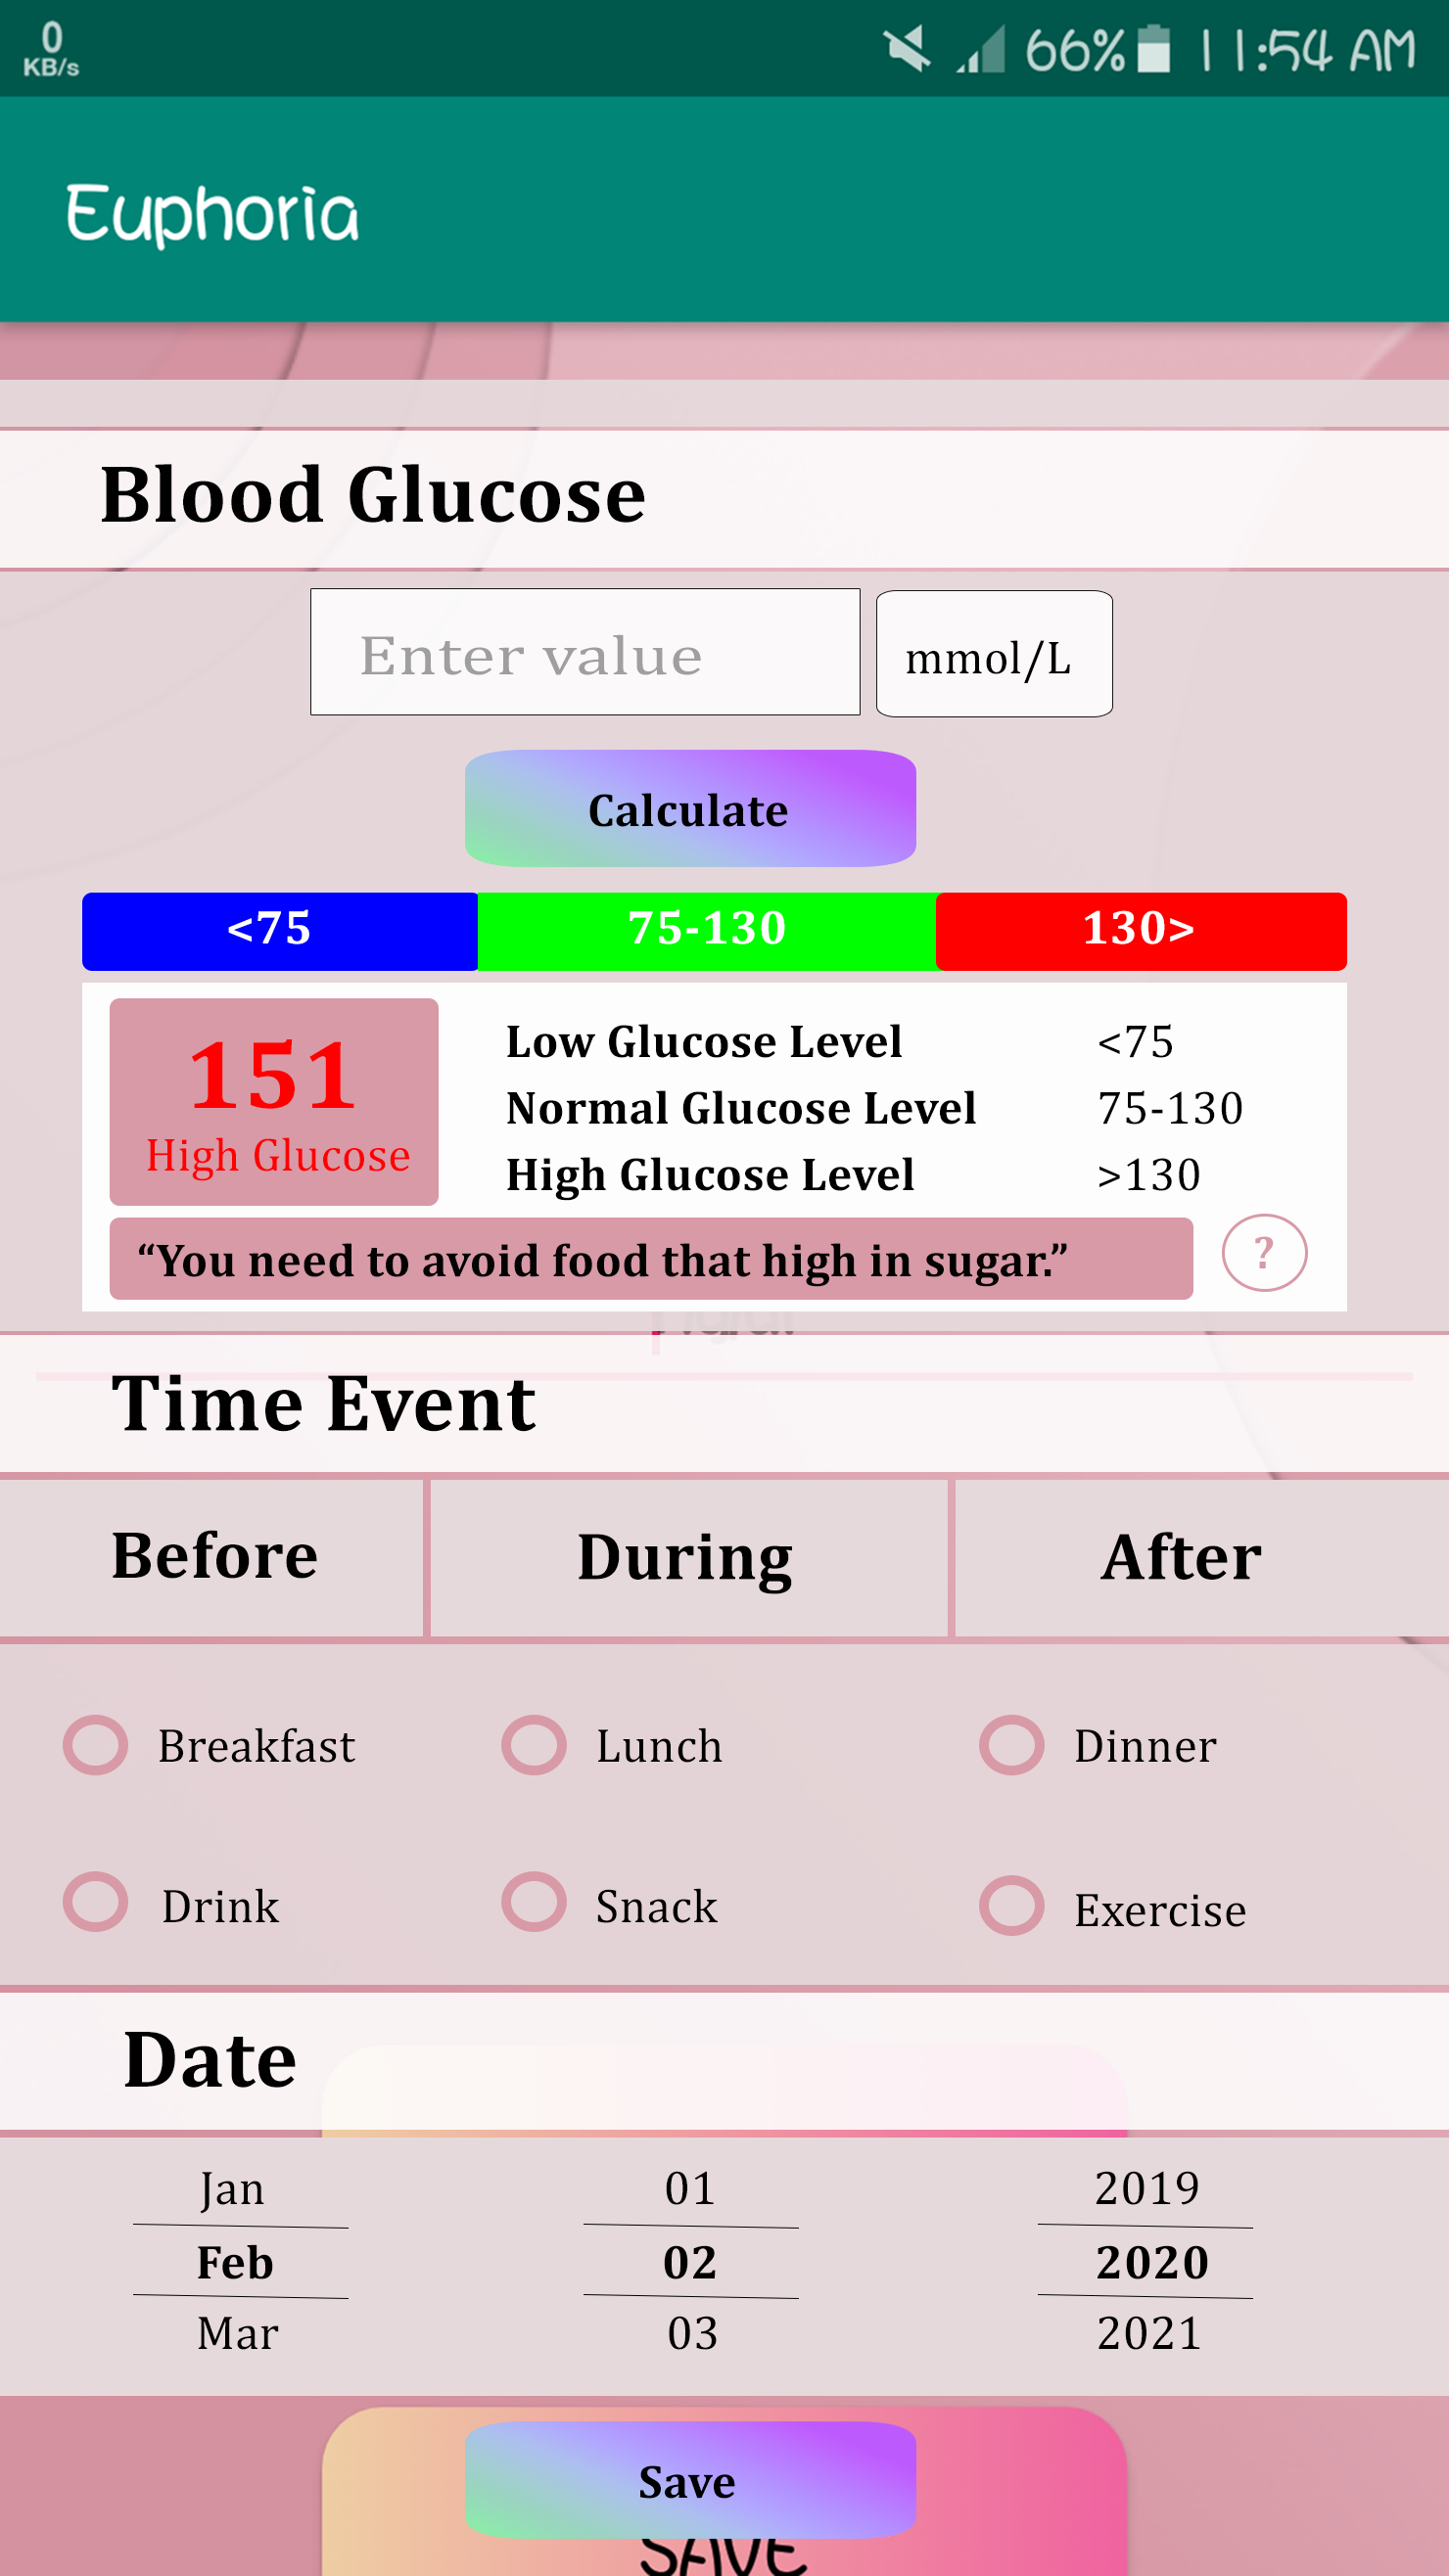 0
KB/s
66% 11:54 AM
Euphoria
Blood Glucose
Enter value mmol/L
Calculate
<75 75-130 130>
151
High Glucose
Low Glucose Level <75
Normal Glucose Level 75-130
High Glucose Level >130
“You need to avoid food that high in sugar.” ?
Time Event
Before During After
Breakfast Lunch Dinner
Drink Snack Exercise
Date
Jan 01 2019
Feb 02 2020
Mar 03 2021
Save
SAVE